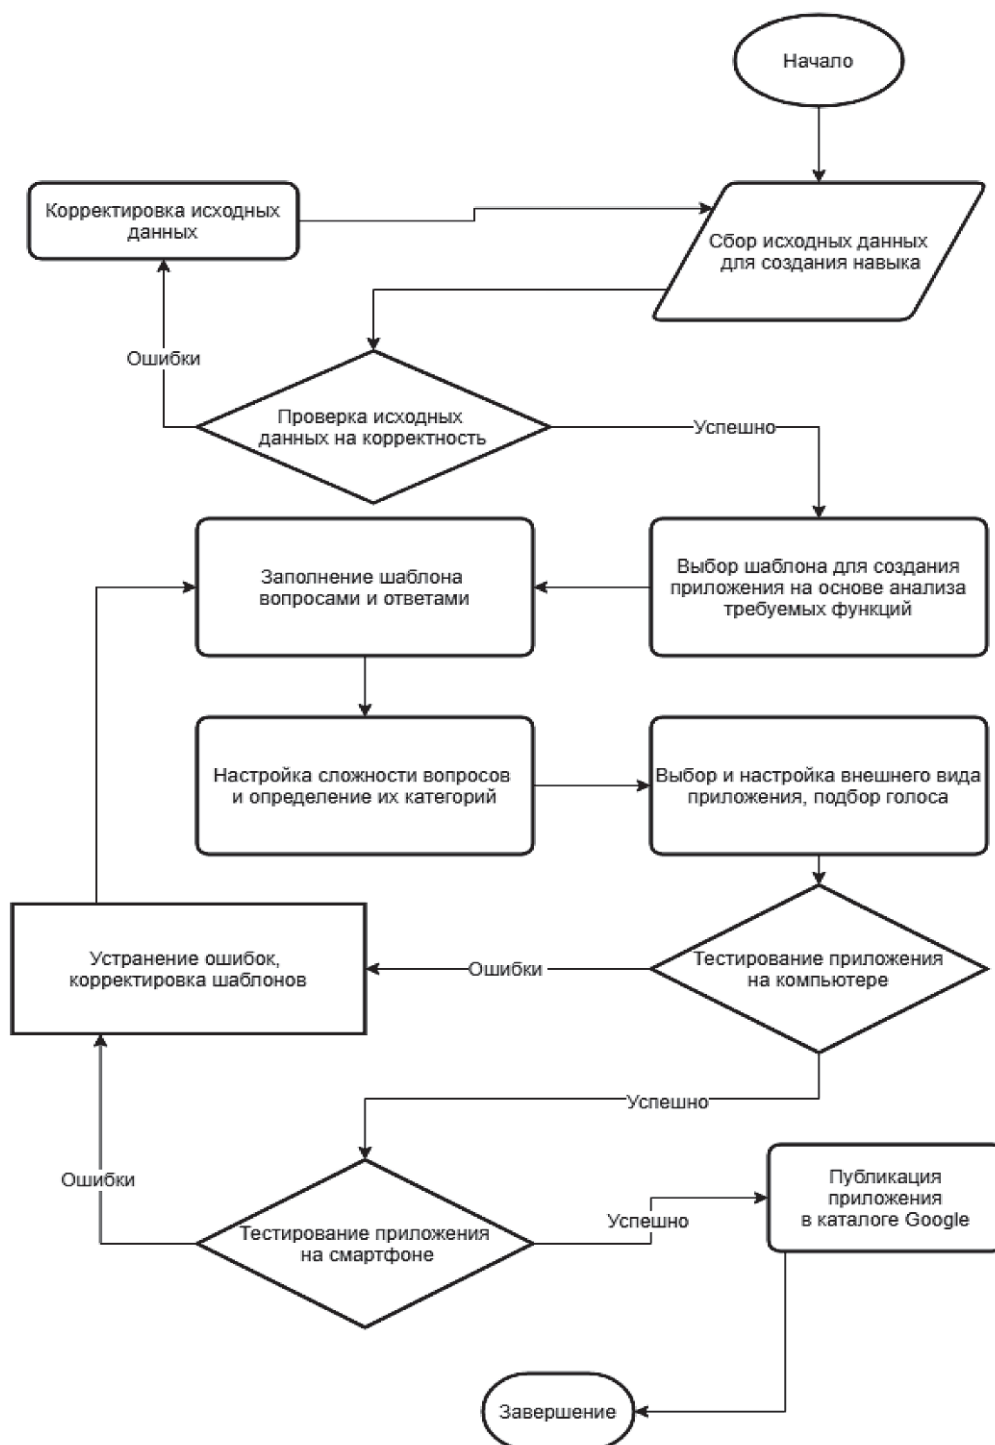 Начало
Корректировка исходных
данных
Сбор исходных данных
для создания навыка
Ошибки
Проверка исходных
данных на корректность
Успешно
Заполнение шаблона
вопросами и ответами
Выбор шаблона для создания
приложения на основе анализа
требуемых функций
Настройка сложности вопросов
и определение их категорий
Выбор и настройка внешнего вида
приложения, подбор голоса
Устранение ошибок,
корректировка шаблонов
Ошибки
Тестирование приложения
на компьютере
Успешно
Ошибки
Тестирование приложения
на смартфоне
Успешно
Публикация
приложения
в каталоге Google
Завершение